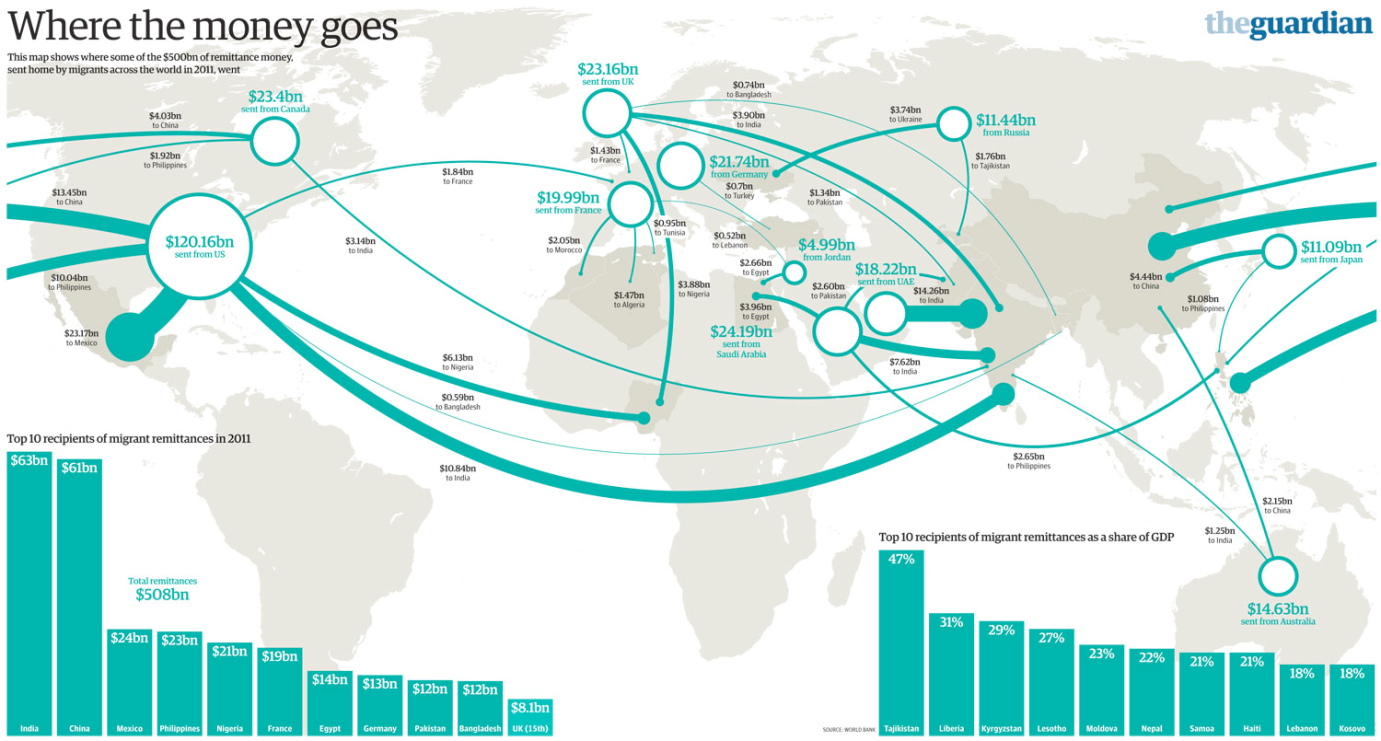 Where the money goes
theguardian
This map shows where some of the $500bn of remittance money,
sent home by migrants across the world in 2011, went
$23.4bn
sent from Canada
$4.03bn
to China
$1.92bn
to Philippines
$13.45bn
to China
$120.16bn
sent from US
$10.04bn
to Philippines
$23.17bn
to Mexico
$1.84bn
to France
$3.14bn
to India
$6.13bn
to Nigeria
$0.59bn
to Bangladesh
$10.84bn
to India
$23.16bn
sent from UK
$0.74bn
to Bangladesh
$3.90bn
to India
$1.43bn
to France
$21.74bn
from Germany
$0.7bn
to Turkey
$1.34bn
to Pakistan
$19.99bn
sent from France
$0.95bn
to Tunisia
$2.05bn
to Morocco
$1.47bn
to Algeria
$3.88bn
to Nigeria
$0.52bn
to Lebanon
$3.74bn
to Ukraine
$11.44bn
from Russia
$1.76bn
to Tajikistan
$4.99bn
from Jordan
$2.66bn
to Egypt
$18.22bn
sent from UAE
$2.60bn
to Pakistan
$14.26bn
to India
$3.96bn
to Egypt
$24.19bn
sent from
Saudi Arabia
$7.62bn
to India
$2.65bn
to Philippines
$11.09bn
sent from Japan
$4.44bn
to China
$1.08bn
to Philippines
$2.15bn
to China
$1.25bn
to India
$14.63bn
sent from Australia
Top 10 recipients of migrant remittances in 2011
$63bn
$61bn
$24bn
$23bn
$21bn
$19bn
$14bn
$13bn
$12bn
$12bn
$8.1bn
Total remittances
$508bn
India
China
Mexico
Philippines
Nigeria
France
Egypt
Germany
Pakistan
Bangladesh
UK (15th)
Top 10 recipients of migrant remittances as a share of GDP
47%
31%
29%
27%
23%
22%
21%
21%
18%
18%
SOURCE: WORLD BANK
Tajikistan
Liberia
Kyrgyzstan
Lesotho
Moldova
Nepal
Samoa
Haiti
Lebanon
Kosovo